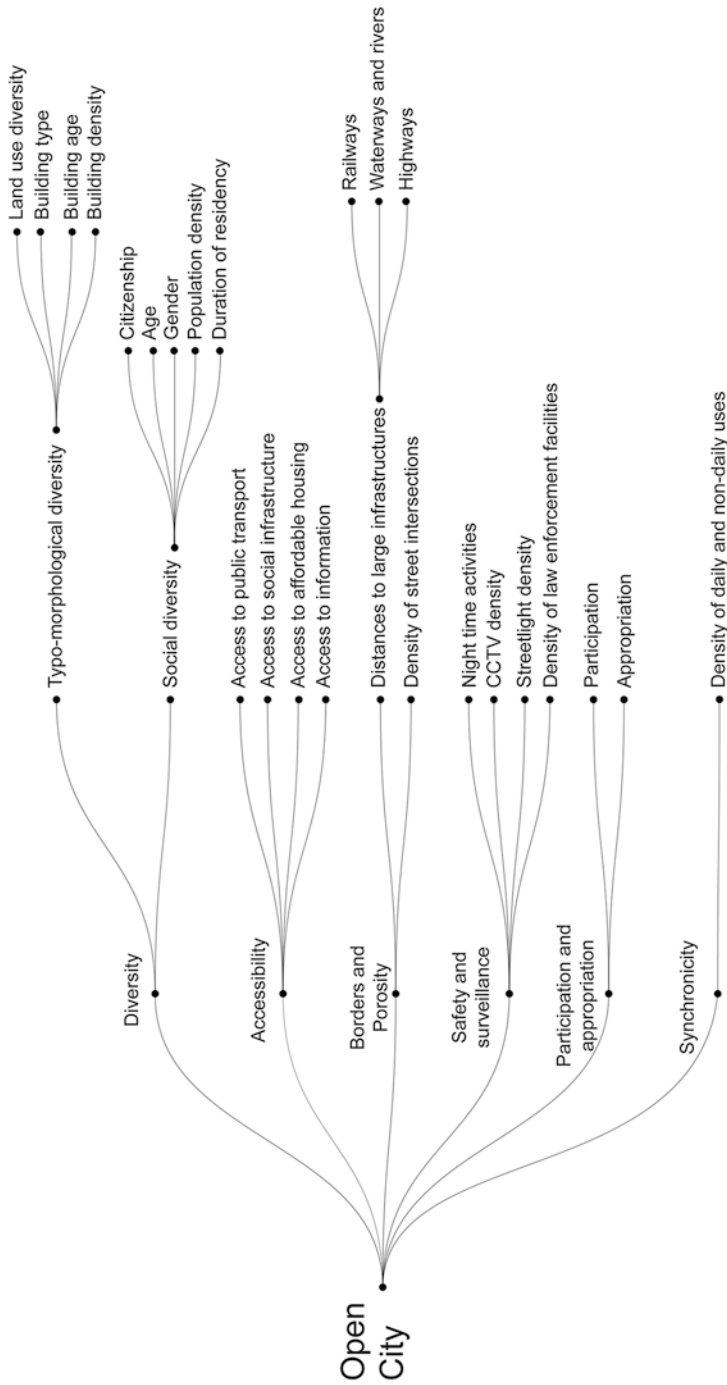 Open
City
Diversity
Accessibility
Borders and
Porosity
Safety and
surveillance
Participation and
appropriation
Synchronicity
Typo-morphological diversity
Social diversity
Access to public transport
Access to social infrastructure
Access to affordable housing
Access to information
Distances to large infrastructures
Density of street intersections
Night time activities
CCTV density
Streetlight density
Density of law enforcement facilities
Participation
Appropriation
Density of daily and non-daily uses
Land use diversity
Building type
Building age
Building density
Citizenship
Age
Gender
Population density
Duration of residency
Railways
Waterways and rivers
Highways